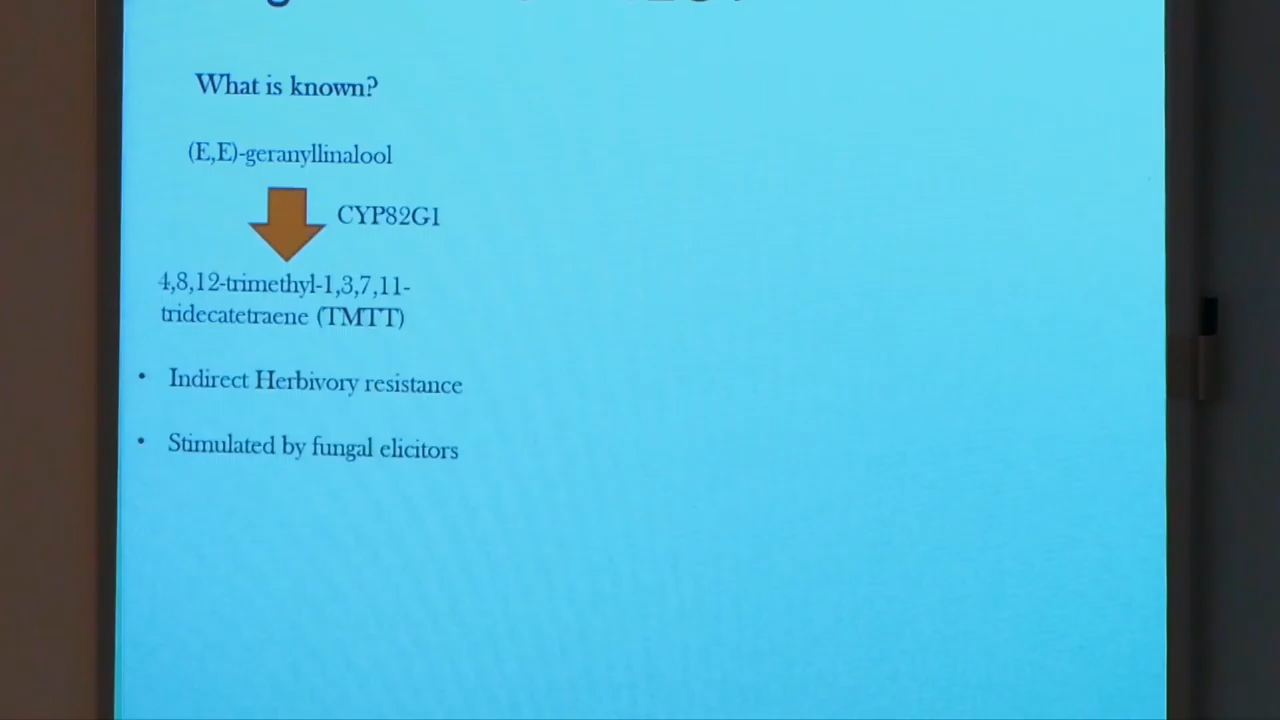 What is known?
(E,E)-geranyllinalool
CYP82G1
4,8,12-trimethyl-1,3,7,11-
tridecatetraene (TMTT)
• Indirect Herbivory resistance
• Stimulated by fungal elicitors